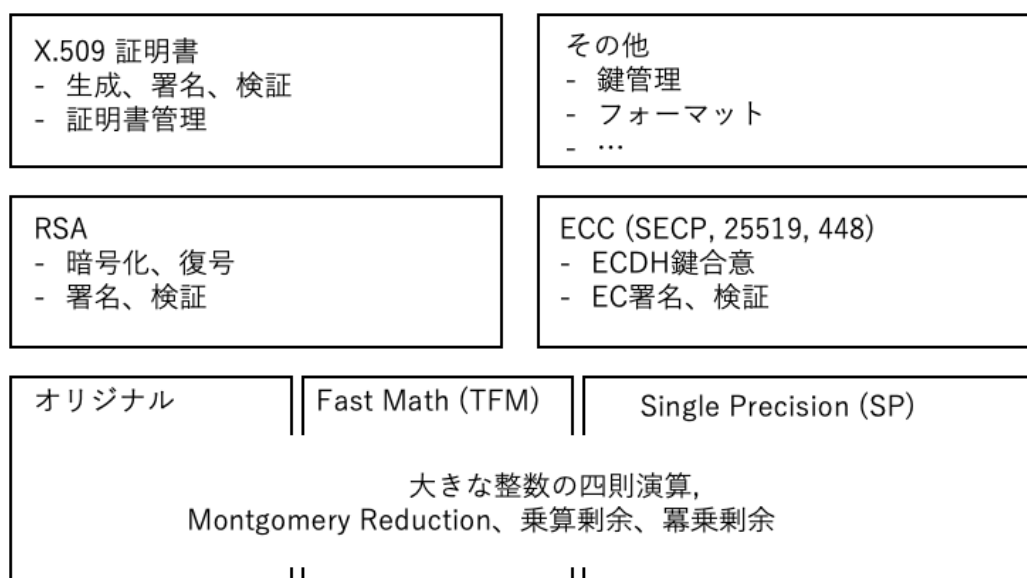 X.509 証明書
- 生成、署名、検証
- 証明書管理
その他
- 鍵管理
- フォーマット
- …
RSA
- 暗号化、復号
- 署名、検証
ECC (SECP, 25519, 448)
- ECDH鍵合意
- EC署名、検証
オリジナル
Fast Math (TFM)
Single Precision (SP)
大きな整数の四則演算,
Montgomery Reduction、乗算剰余、冪乗剰余